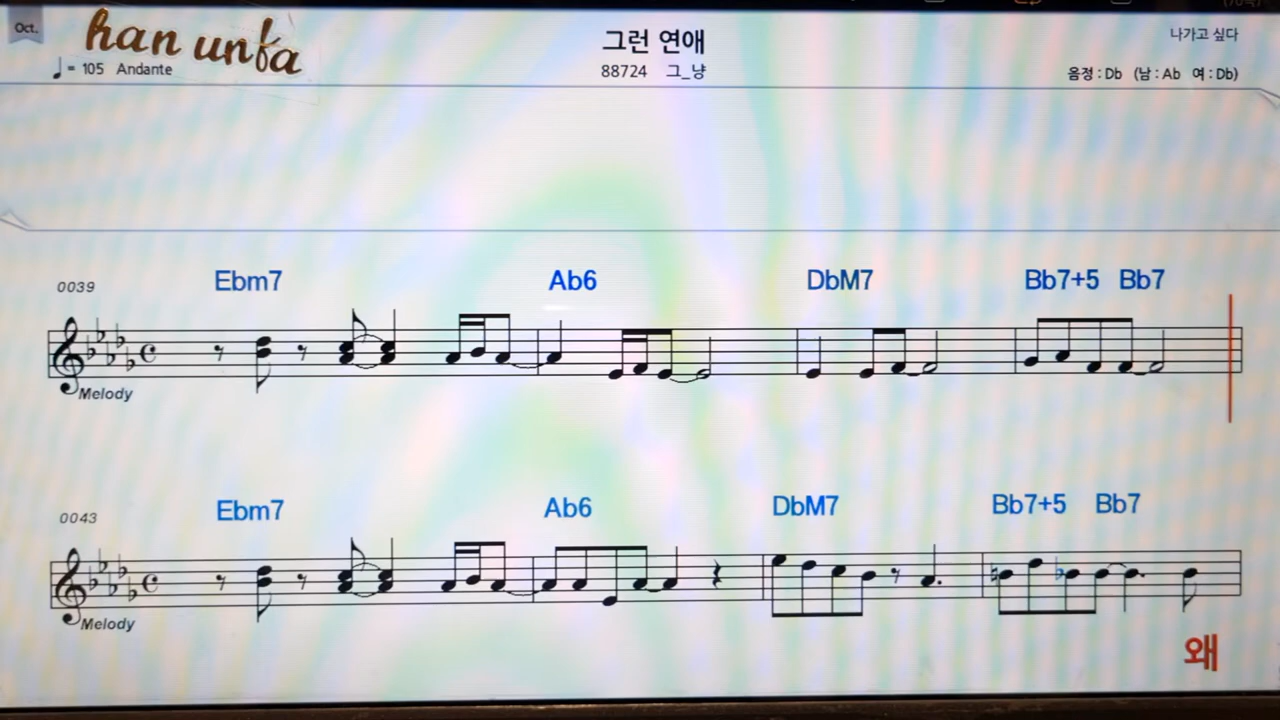 Oct.
han unfa
그런 연애
나가고 싶다
♩= 105 Andante
88724 그_냥
음정 : Db (남 : Ab 여 : Db)
0039
Ebm7 Ab6 DbM7 Bb7+5 Bb7
Melody
0043
Ebm7 Ab6 DbM7 Bb7+5 Bb7
Melody
왜